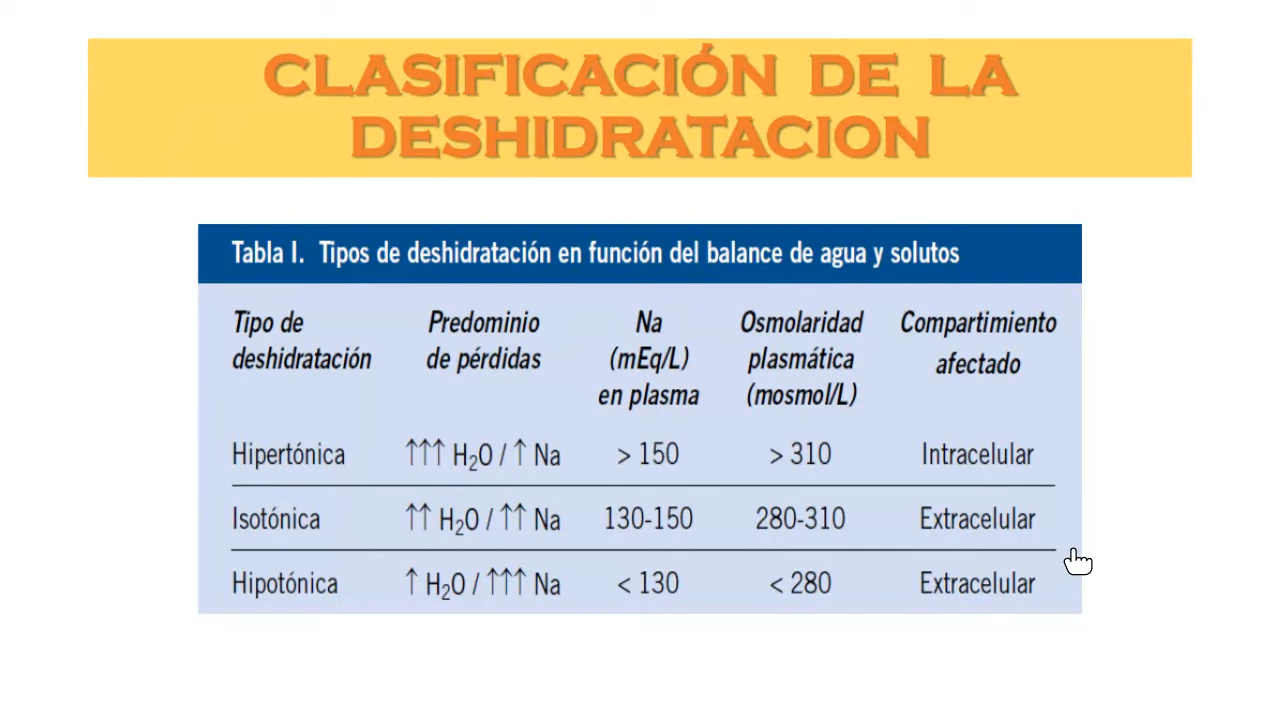 CLASIFICACIÓN DE LA
DESHIDRATACION
Tabla I. Tipos de deshidratación en función del balance de agua y solutos
Tipo de deshidratación | Predominio de pérdidas | Na (mEq/L) en plasma | Osmolaridad plasmática (mosmol/L) | Compartimiento afectado
Hipertónica | ↑↑↑ H₂O / ↑ Na | > 150 | > 310 | Intracelular
Isotónica | ↑↑ H₂O / ↑↑ Na | 130-150 | 280-310 | Extracelular
Hipotónica | ↑ H₂O / ↑↑↑ Na | < 130 | < 280 | Extracelular